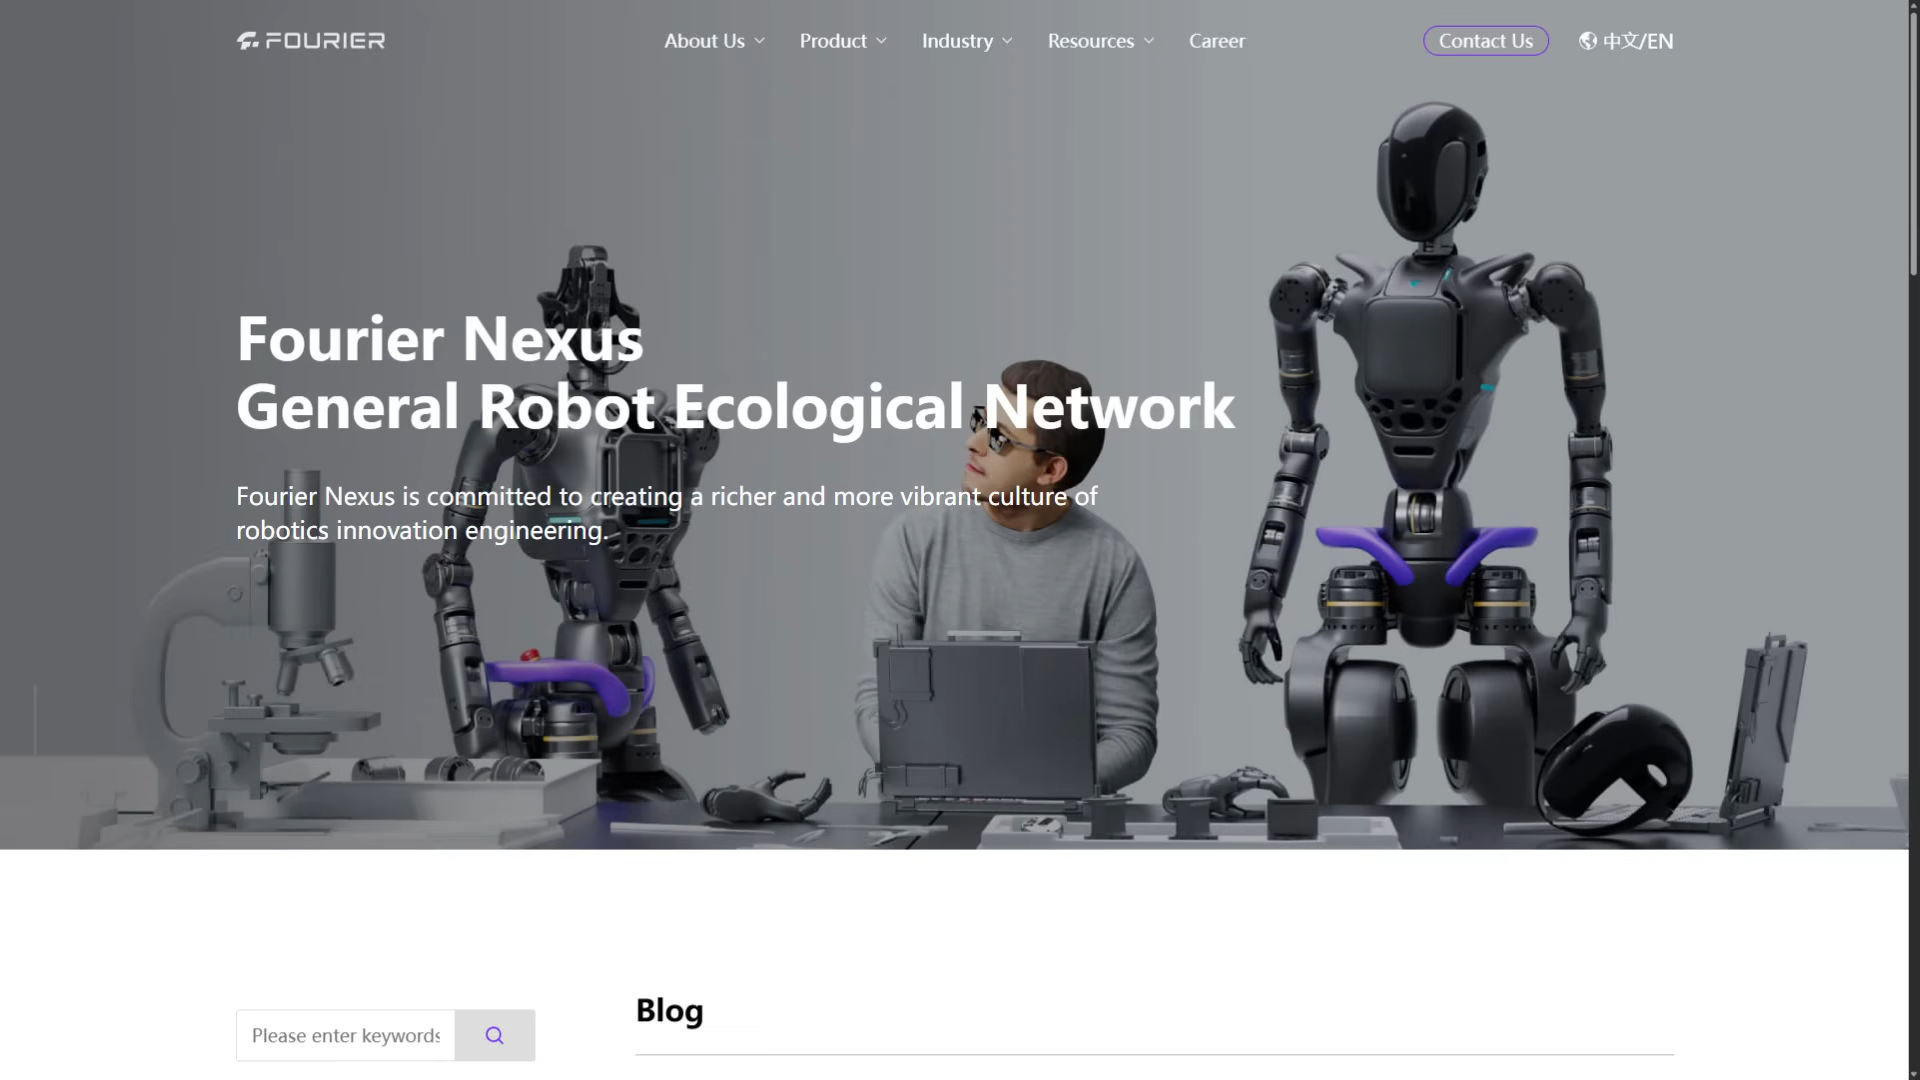 FOURIER
About Us
Product
Industry
Resources
Career
Contact Us
中文/EN
Fourier Nexus
General Robot Ecological Network
Fourier Nexus is committed to creating a richer and more vibrant culture of
robotics innovation engineering.
Please enter keywords
Blog